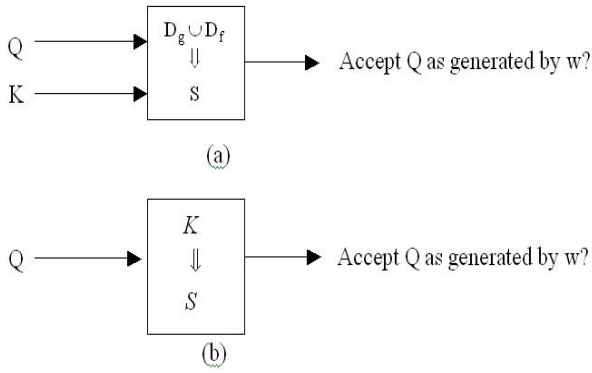 Q
K
D_g ∪ D_f
⇓
S
Accept Q as generated by w?
(a)
Q
K
⇓
S
Accept Q as generated by w?
(b)